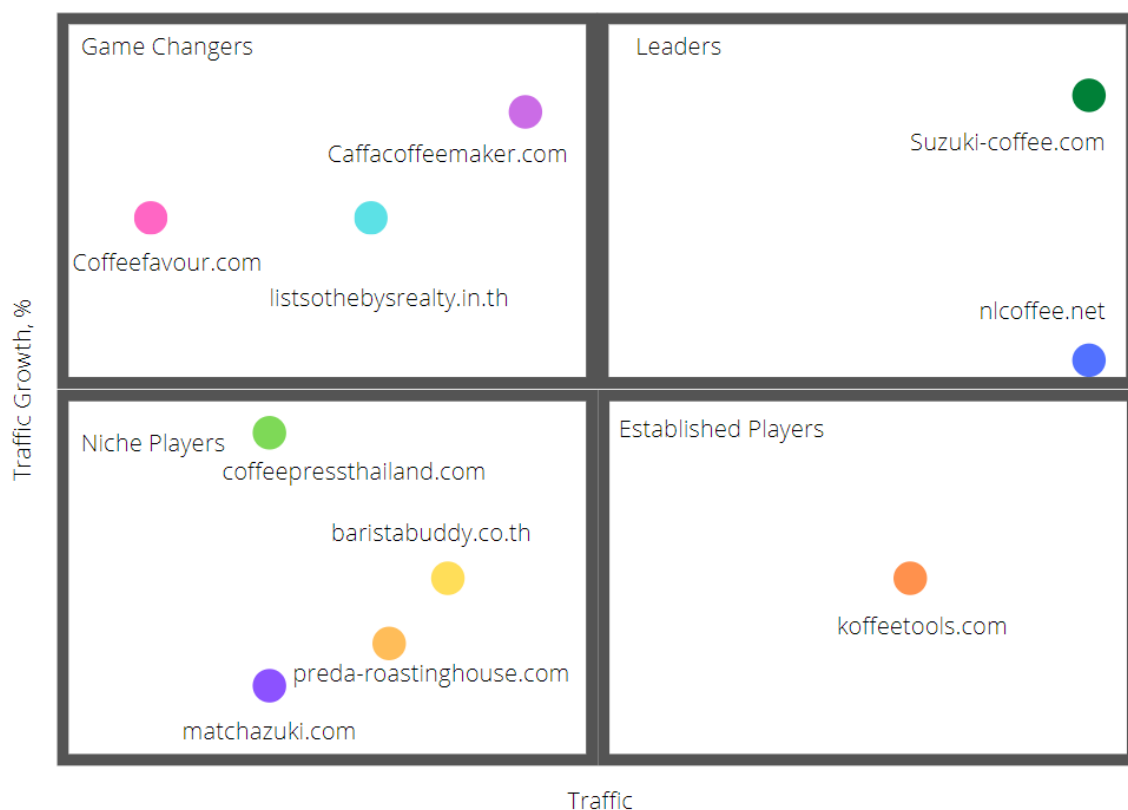 Game Changers
Leaders
Caffacoffeemaker.com
Suzuki-coffee.com
Coffeefavour.com
listsothebysrealty.in.th
nlcoffee.net
Traffic Growth, %
Niche Players
Established Players
coffeepressthailand.com
baristabuddy.co.th
koffeetools.com
preda-roastinghouse.com
matchazuki.com
Traffic